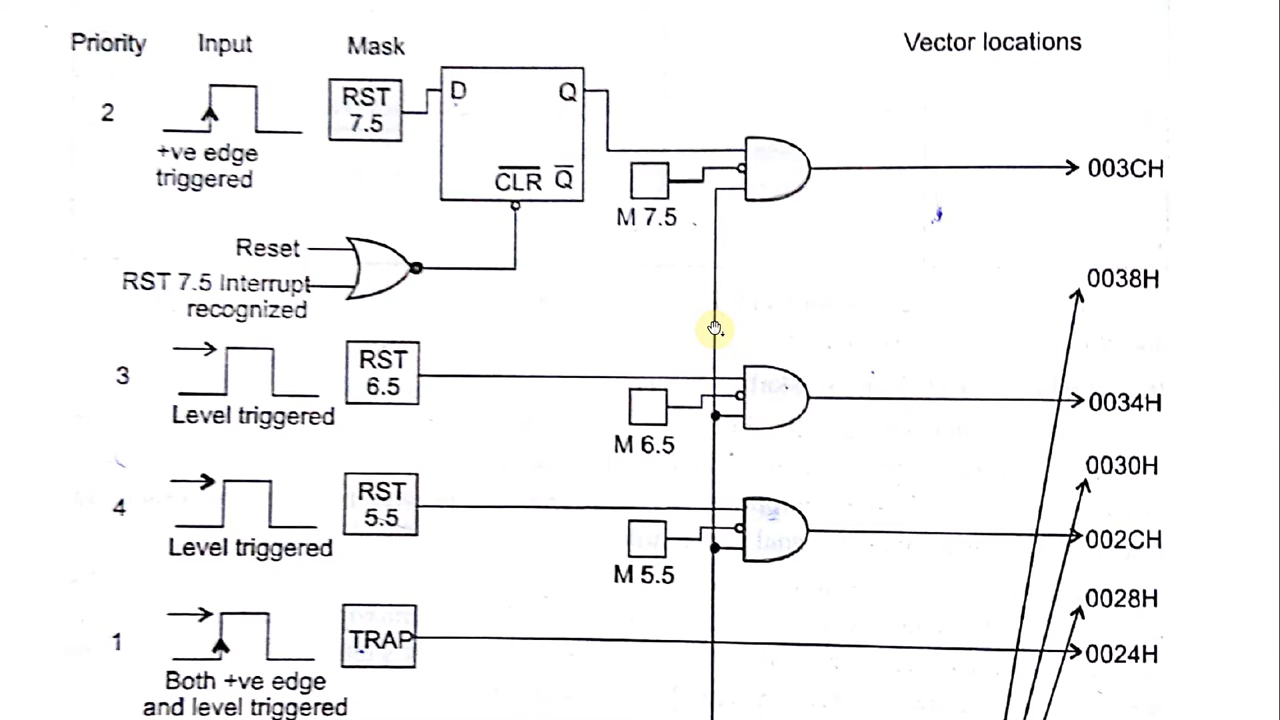 Priority Input Mask Vector locations
2
+ve edge
triggered
RST
7.5
D Q
CLR Q
M 7.5
003CH
Reset
RST 7.5 Interrupt
recognized
0038H
3
Level triggered
RST
6.5
M 6.5
0034H
0030H
4
Level triggered
RST
5.5
M 5.5
002CH
0028H
1
Both +ve edge
and level triggered
TRAP
0024H